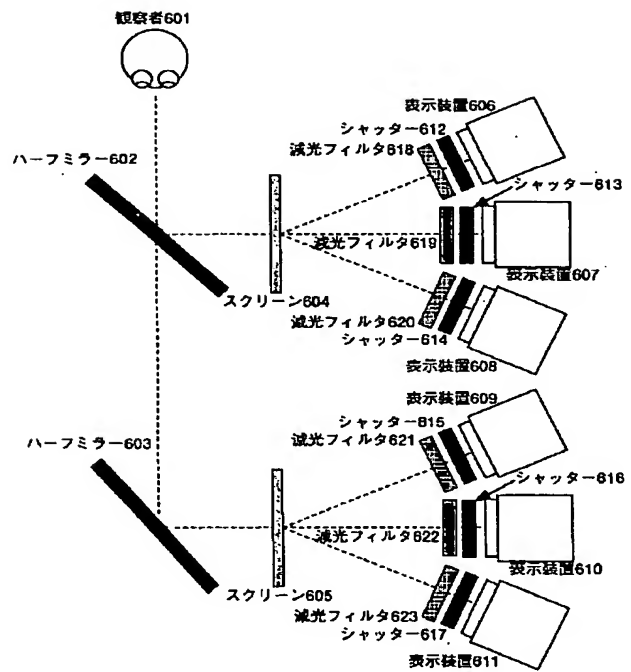 観察者601
表示装置606
シャッター612
減光フィルタ618
ハーフミラー602
シャッター613
減光フィルタ619
表示装置607
スクリーン604
減光フィルタ620
シャッター614
表示装置608
表示装置609
シャッター615
減光フィルタ621
ハーフミラー603
シャッター616
減光フィルタ622
表示装置610
スクリーン605
減光フィルタ623
シャッター617
表示装置611